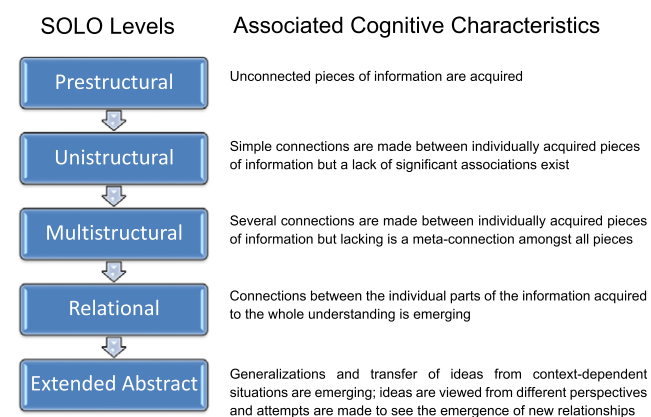 SOLO Levels
Associated Cognitive Characteristics
Prestructural
Unconnected pieces of information are acquired
Unistructural
Simple connections are made between individually acquired pieces
of information but a lack of significant associations exist
Multistructural
Several connections are made between individually acquired pieces
of information but lacking is a meta-connection amongst all pieces
Relational
Connections between the individual parts of the information acquired
to the whole understanding is emerging
Extended Abstract
Generalizations and transfer of ideas from context-dependent
situations are emerging; ideas are viewed from different perspectives
and attempts are made to see the emergence of new relationships